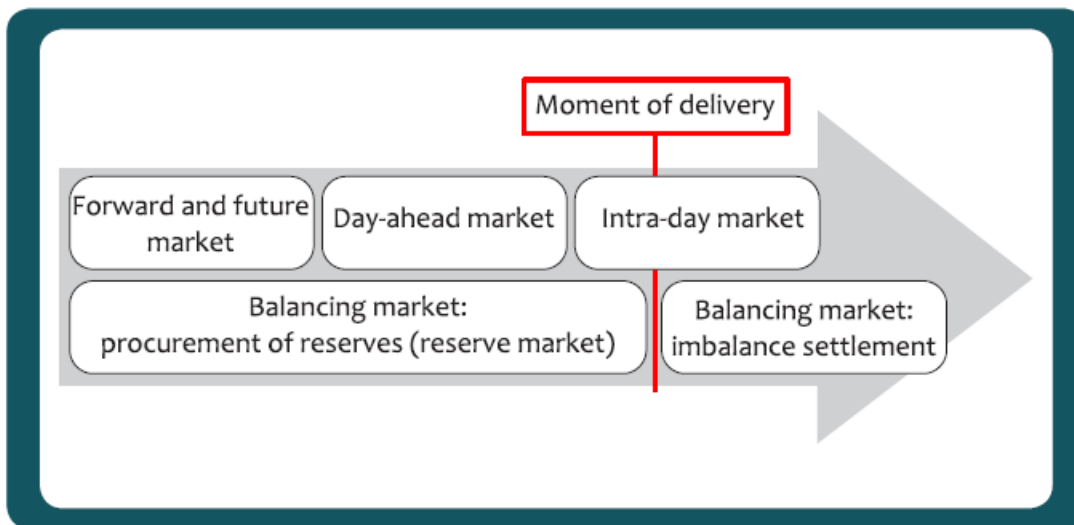 Moment of delivery
Forward and future
market
Day-ahead market
Intra-day market
Balancing market:
procurement of reserves (reserve market)
Balancing market:
imbalance settlement